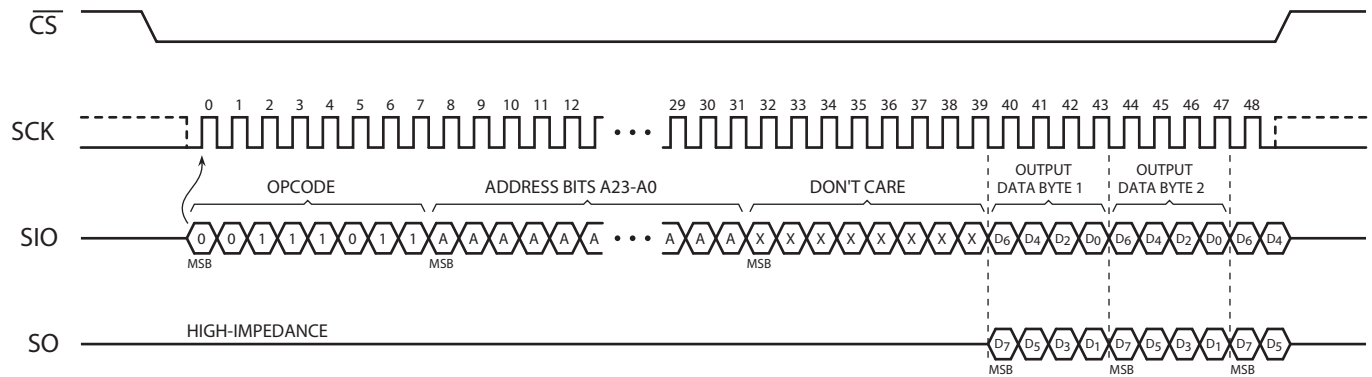 CS
0 1 2 3 4 5 6 7 8 9 10 11 12 29 30 31 32 33 34 35 36 37 38 39 40 41 42 43 44 45 46 47 48
SCK • • •
OPCODE ADDRESS BITS A23-A0 DON'T CARE OUTPUT DATA BYTE 1 OUTPUT DATA BYTE 2
SIO 0 0 1 1 1 0 1 1 A A A A A A • • • A A A X X X X X X X X D6 D4 D2 D0 D6 D4 D2 D0 D6 D4
MSB MSB MSB
HIGH-IMPEDANCE
SO D7 D5 D3 D1 D7 D5 D3 D1 D7 D5
MSB MSB MSB